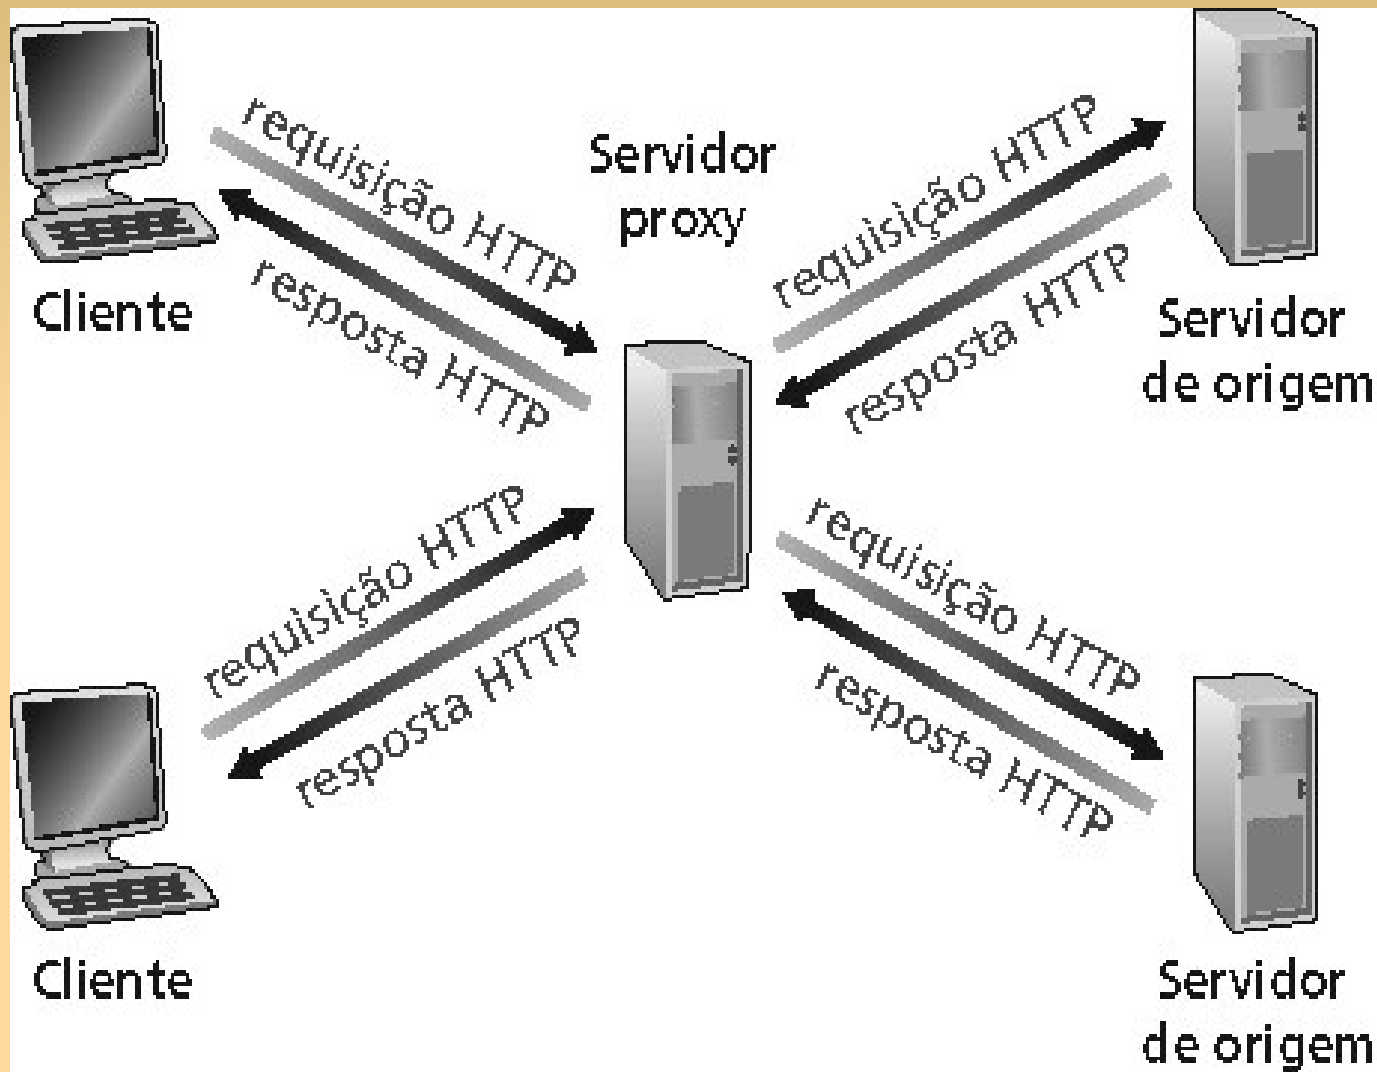 requisição HTTP
resposta HTTP
Cliente
Servidor
proxy
requisição HTTP
resposta HTTP
Servidor
de origem
requisição HTTP
resposta HTTP
Cliente
requisição HTTP
resposta HTTP
Servidor
de origem